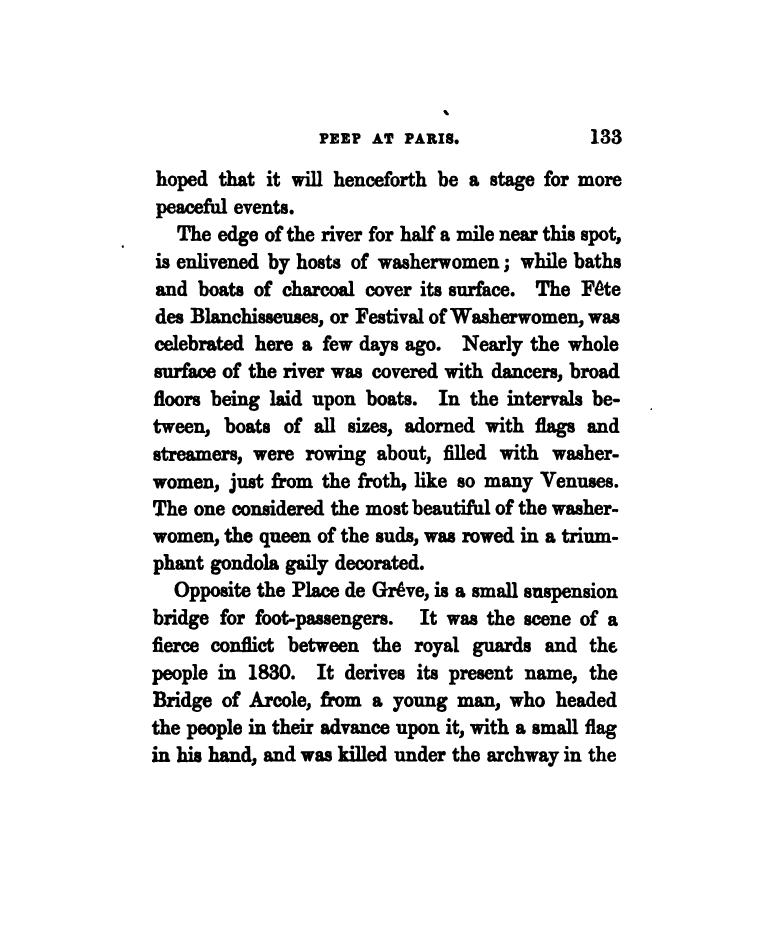 PEEP AT PARIS. 133
hoped that it will henceforth be a stage for more
peaceful events.
The edge of the river for half a mile near this spot,
is enlivened by hosts of washerwomen; while baths
and boats of charcoal cover its surface. The Fête
des Blanchisseuses, or Festival of Washerwomen, was
celebrated here a few days ago. Nearly the whole
surface of the river was covered with dancers, broad
floors being laid upon boats. In the intervals be-
tween, boats of all sizes, adorned with flags and
streamers, were rowing about, filled with washer-
women, just from the froth, like so many Venuses.
The one considered the most beautiful of the washer-
women, the queen of the suds, was rowed in a trium-
phant gondola gaily decorated.
Opposite the Place de Gréve, is a small suspension
bridge for foot-passengers. It was the scene of a
fierce conflict between the royal guards and the
people in 1830. It derives its present name, the
Bridge of Arcole, from a young man, who headed
the people in their advance upon it, with a small flag
in his hand, and was killed under the archway in the